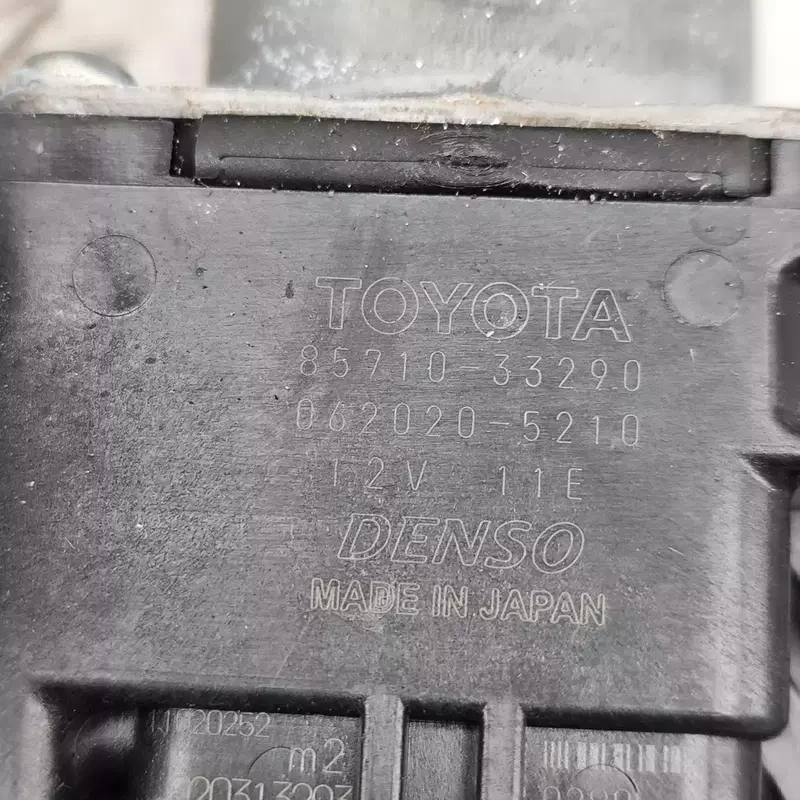 TOYOTA
85710-33290
062020-5210
12V 11E
DENSO
MADE IN JAPAN
m2